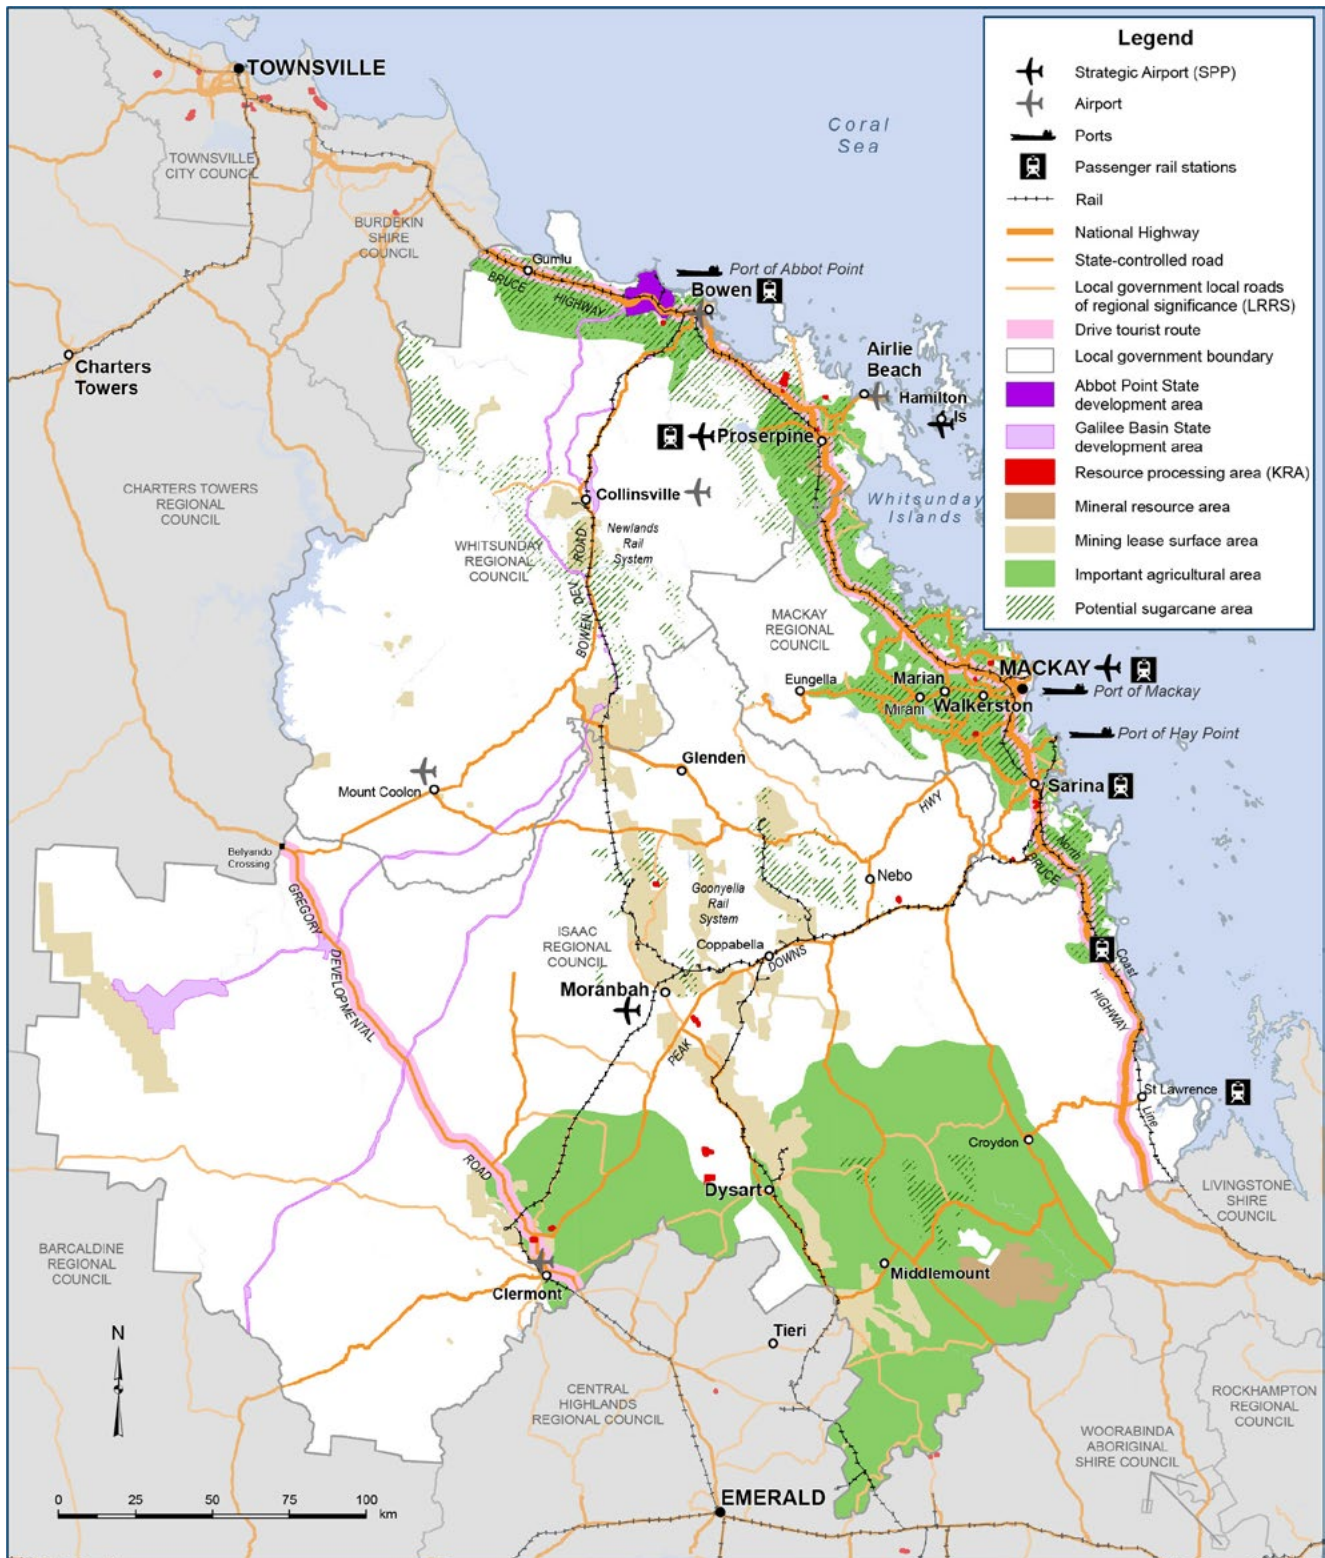 Legend
Strategic Airport (SPP)
Airport
Ports
Passenger rail stations
Rail
National Highway
State-controlled road
Local government local roads
of regional significance (LRRS)
Drive tourist route
Local government boundary
Abbot Point State
development area
Galilee Basin State
development area
Resource processing area (KRA)
Mineral resource area
Mining lease surface area
Important agricultural area
Potential sugarcane area
TOWNSVILLE
Coral
Sea
TOWNSVILLE
CITY COUNCIL
BURDEKIN
SHIRE
COUNCIL
Gumlu
BRUCE
HIGHWAY
Port of Abbot Point
Bowen
Charters
Towers
Airlie
Beach
Hamilton
Is
Proserpine
CHARTERS TOWERS
REGIONAL
COUNCIL
Collinsville
Whitsunday
Islands
WHITSUNDAY
REGIONAL
COUNCIL
Newlands
Rail
System
BOWEN DEV. ROAD
MACKAY
REGIONAL
COUNCIL
Eungella
Marian
Mirani
Walkerston
MACKAY
Port of Mackay
Port of Hay Point
Glenden
Sarina
Mount Coolon
HWY
Belyando
Crossing
North
BRUCE
Nebo
GREGORY
DEVELOPMENTAL
ROAD
Goonyella
Rail
System
ISAAC
REGIONAL
COUNCIL
Coppabella
DOWNS
Coast
HIGHWAY
Moranbah
PEAK
St Lawrence
Line
Croydon
Dysart
LIVINGSTONE
SHIRE
COUNCIL
BARCALDINE
REGIONAL
COUNCIL
Middlemount
Clermont
N
Tieri
CENTRAL
HIGHLANDS
REGIONAL COUNCIL
ROCKHAMPTON
REGIONAL
COUNCIL
WOORABINDA
ABORIGINAL
SHIRE COUNCIL
EMERALD
0 25 50 75 100
km